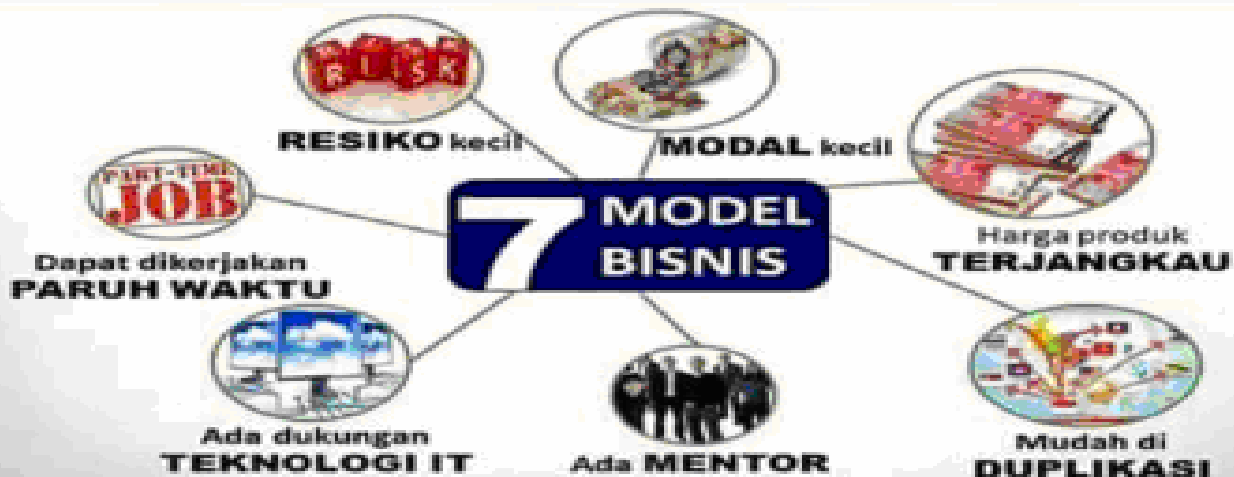 RISK
RESIKO kecil
MODAL kecil
PART-TIME
JOB
7 MODEL
BISNIS
Harga produk
TERJANGKAU
Dapat dikerjakan
PARUH WAKTU
Ada dukungan
TEKNOLOGI IT
Ada MENTOR
Mudah di
DUPLIKASI